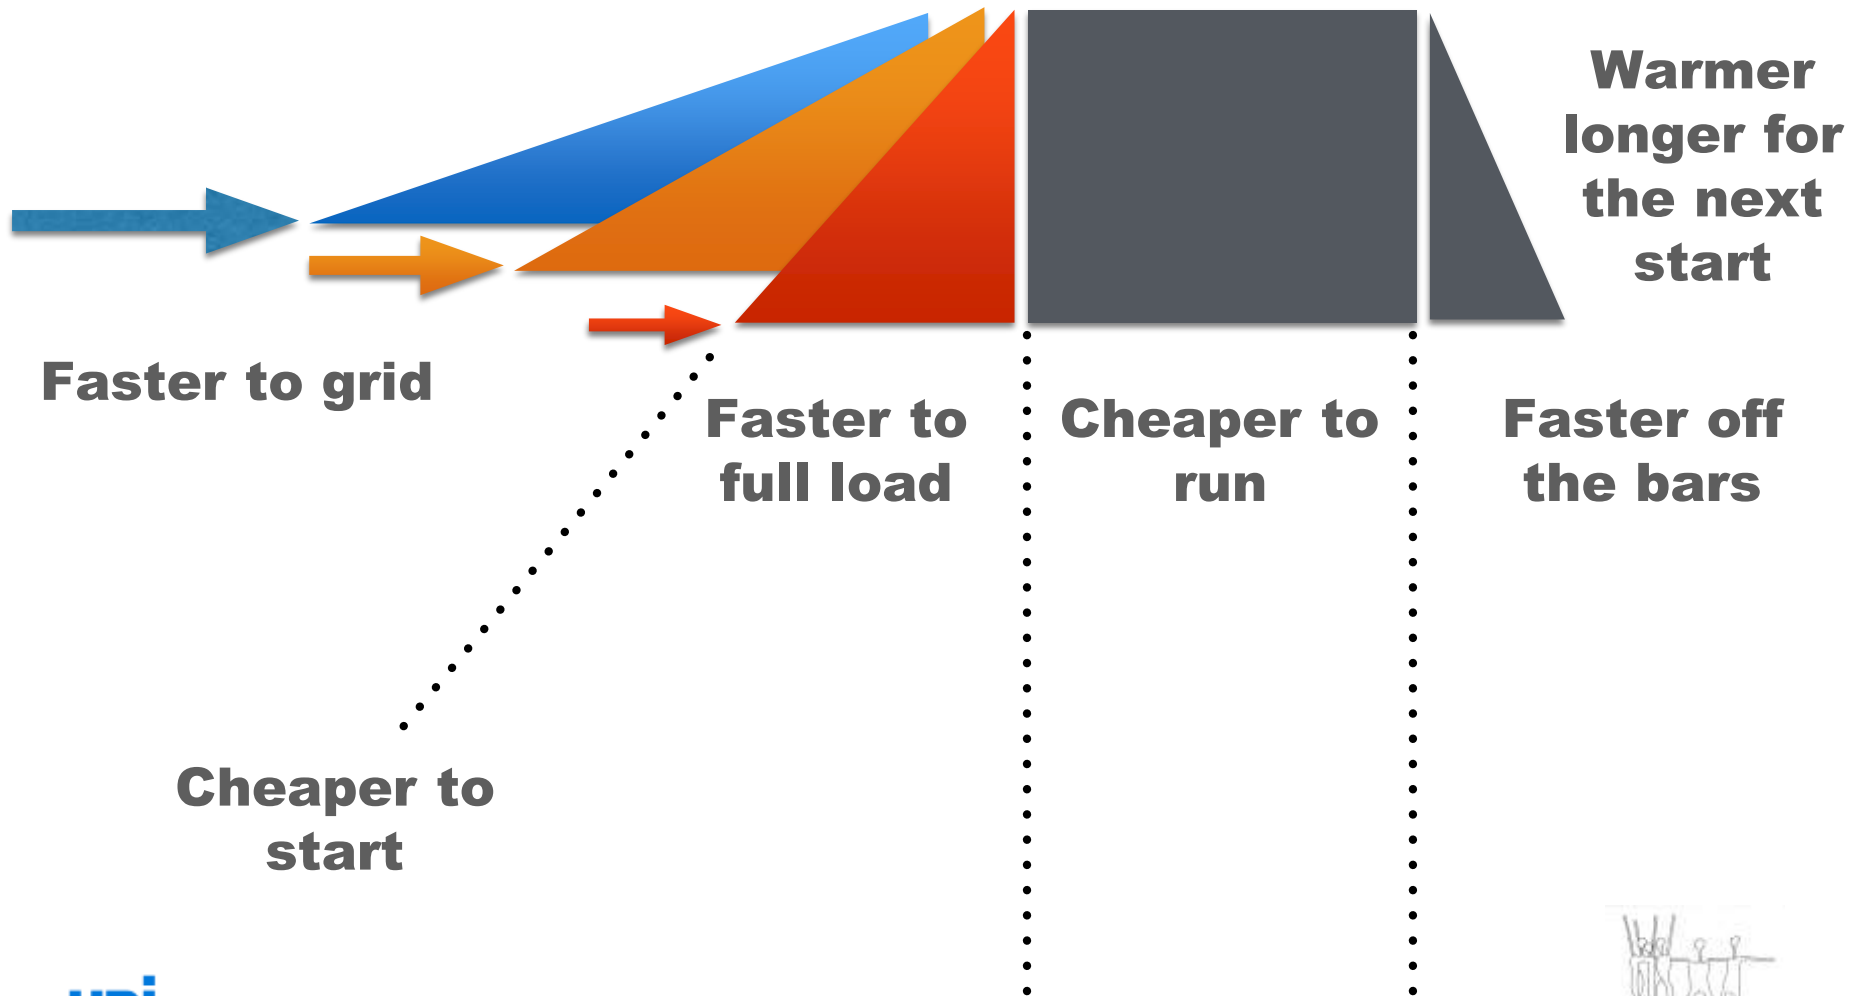 Warmer
longer for
the next
start
Faster to grid
Faster to
full load
Cheaper to
run
Faster off
the bars
Cheaper to
start